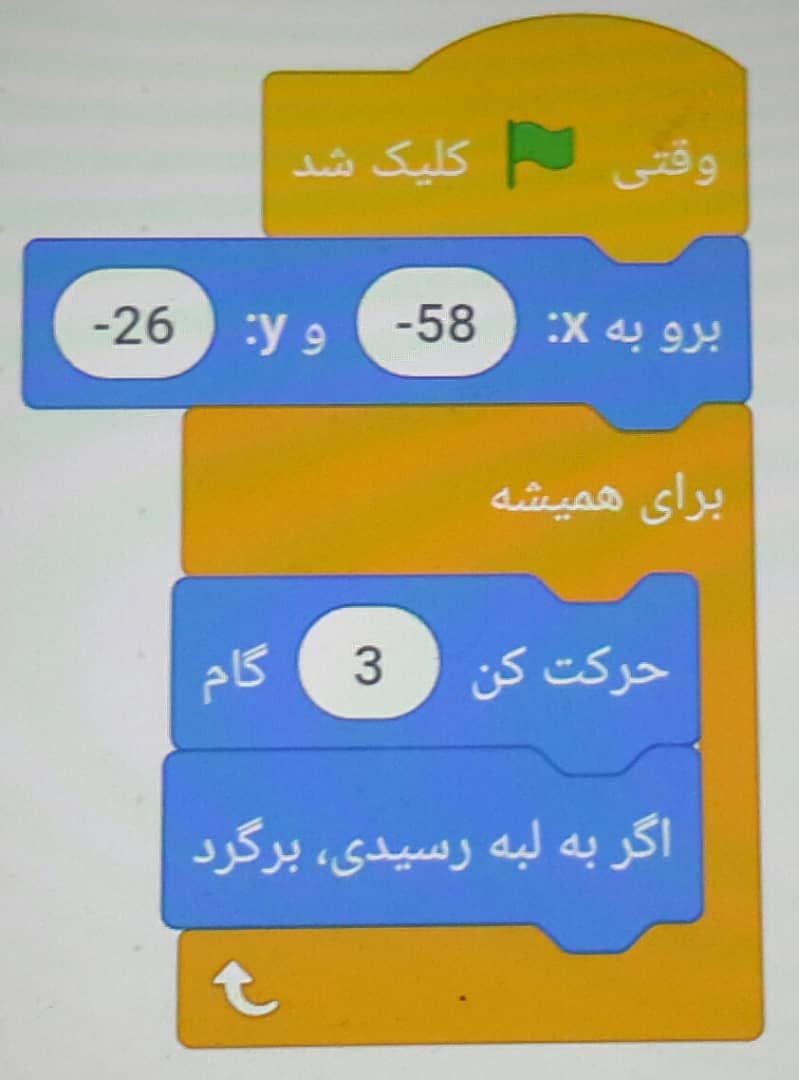 وقتی کلیک شد
برو به x: -58 و y: -26
برای همیشه
حرکت کن 3 گام
اگر به لبه رسیدی، برگرد